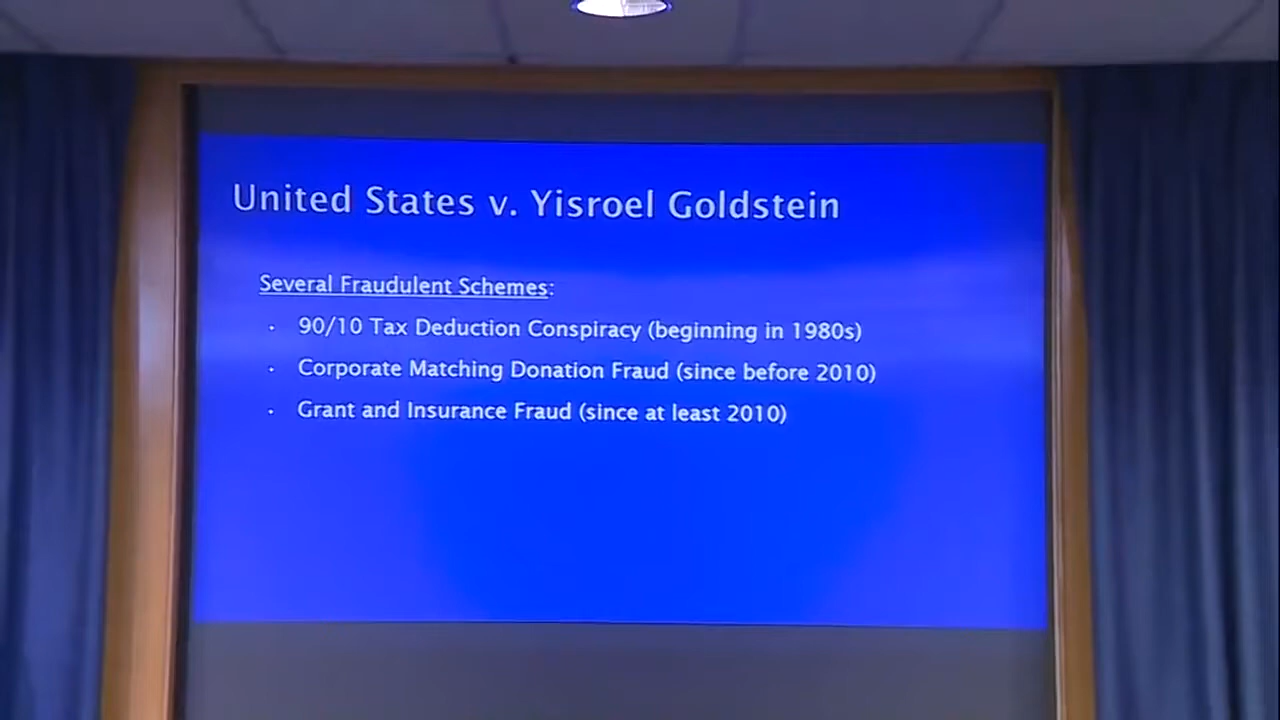 United States v. Yisroel Goldstein
Several Fraudulent Schemes:
· 90/10 Tax Deduction Conspiracy (beginning in 1980s)
· Corporate Matching Donation Fraud (since before 2010)
· Grant and Insurance Fraud (since at least 2010)